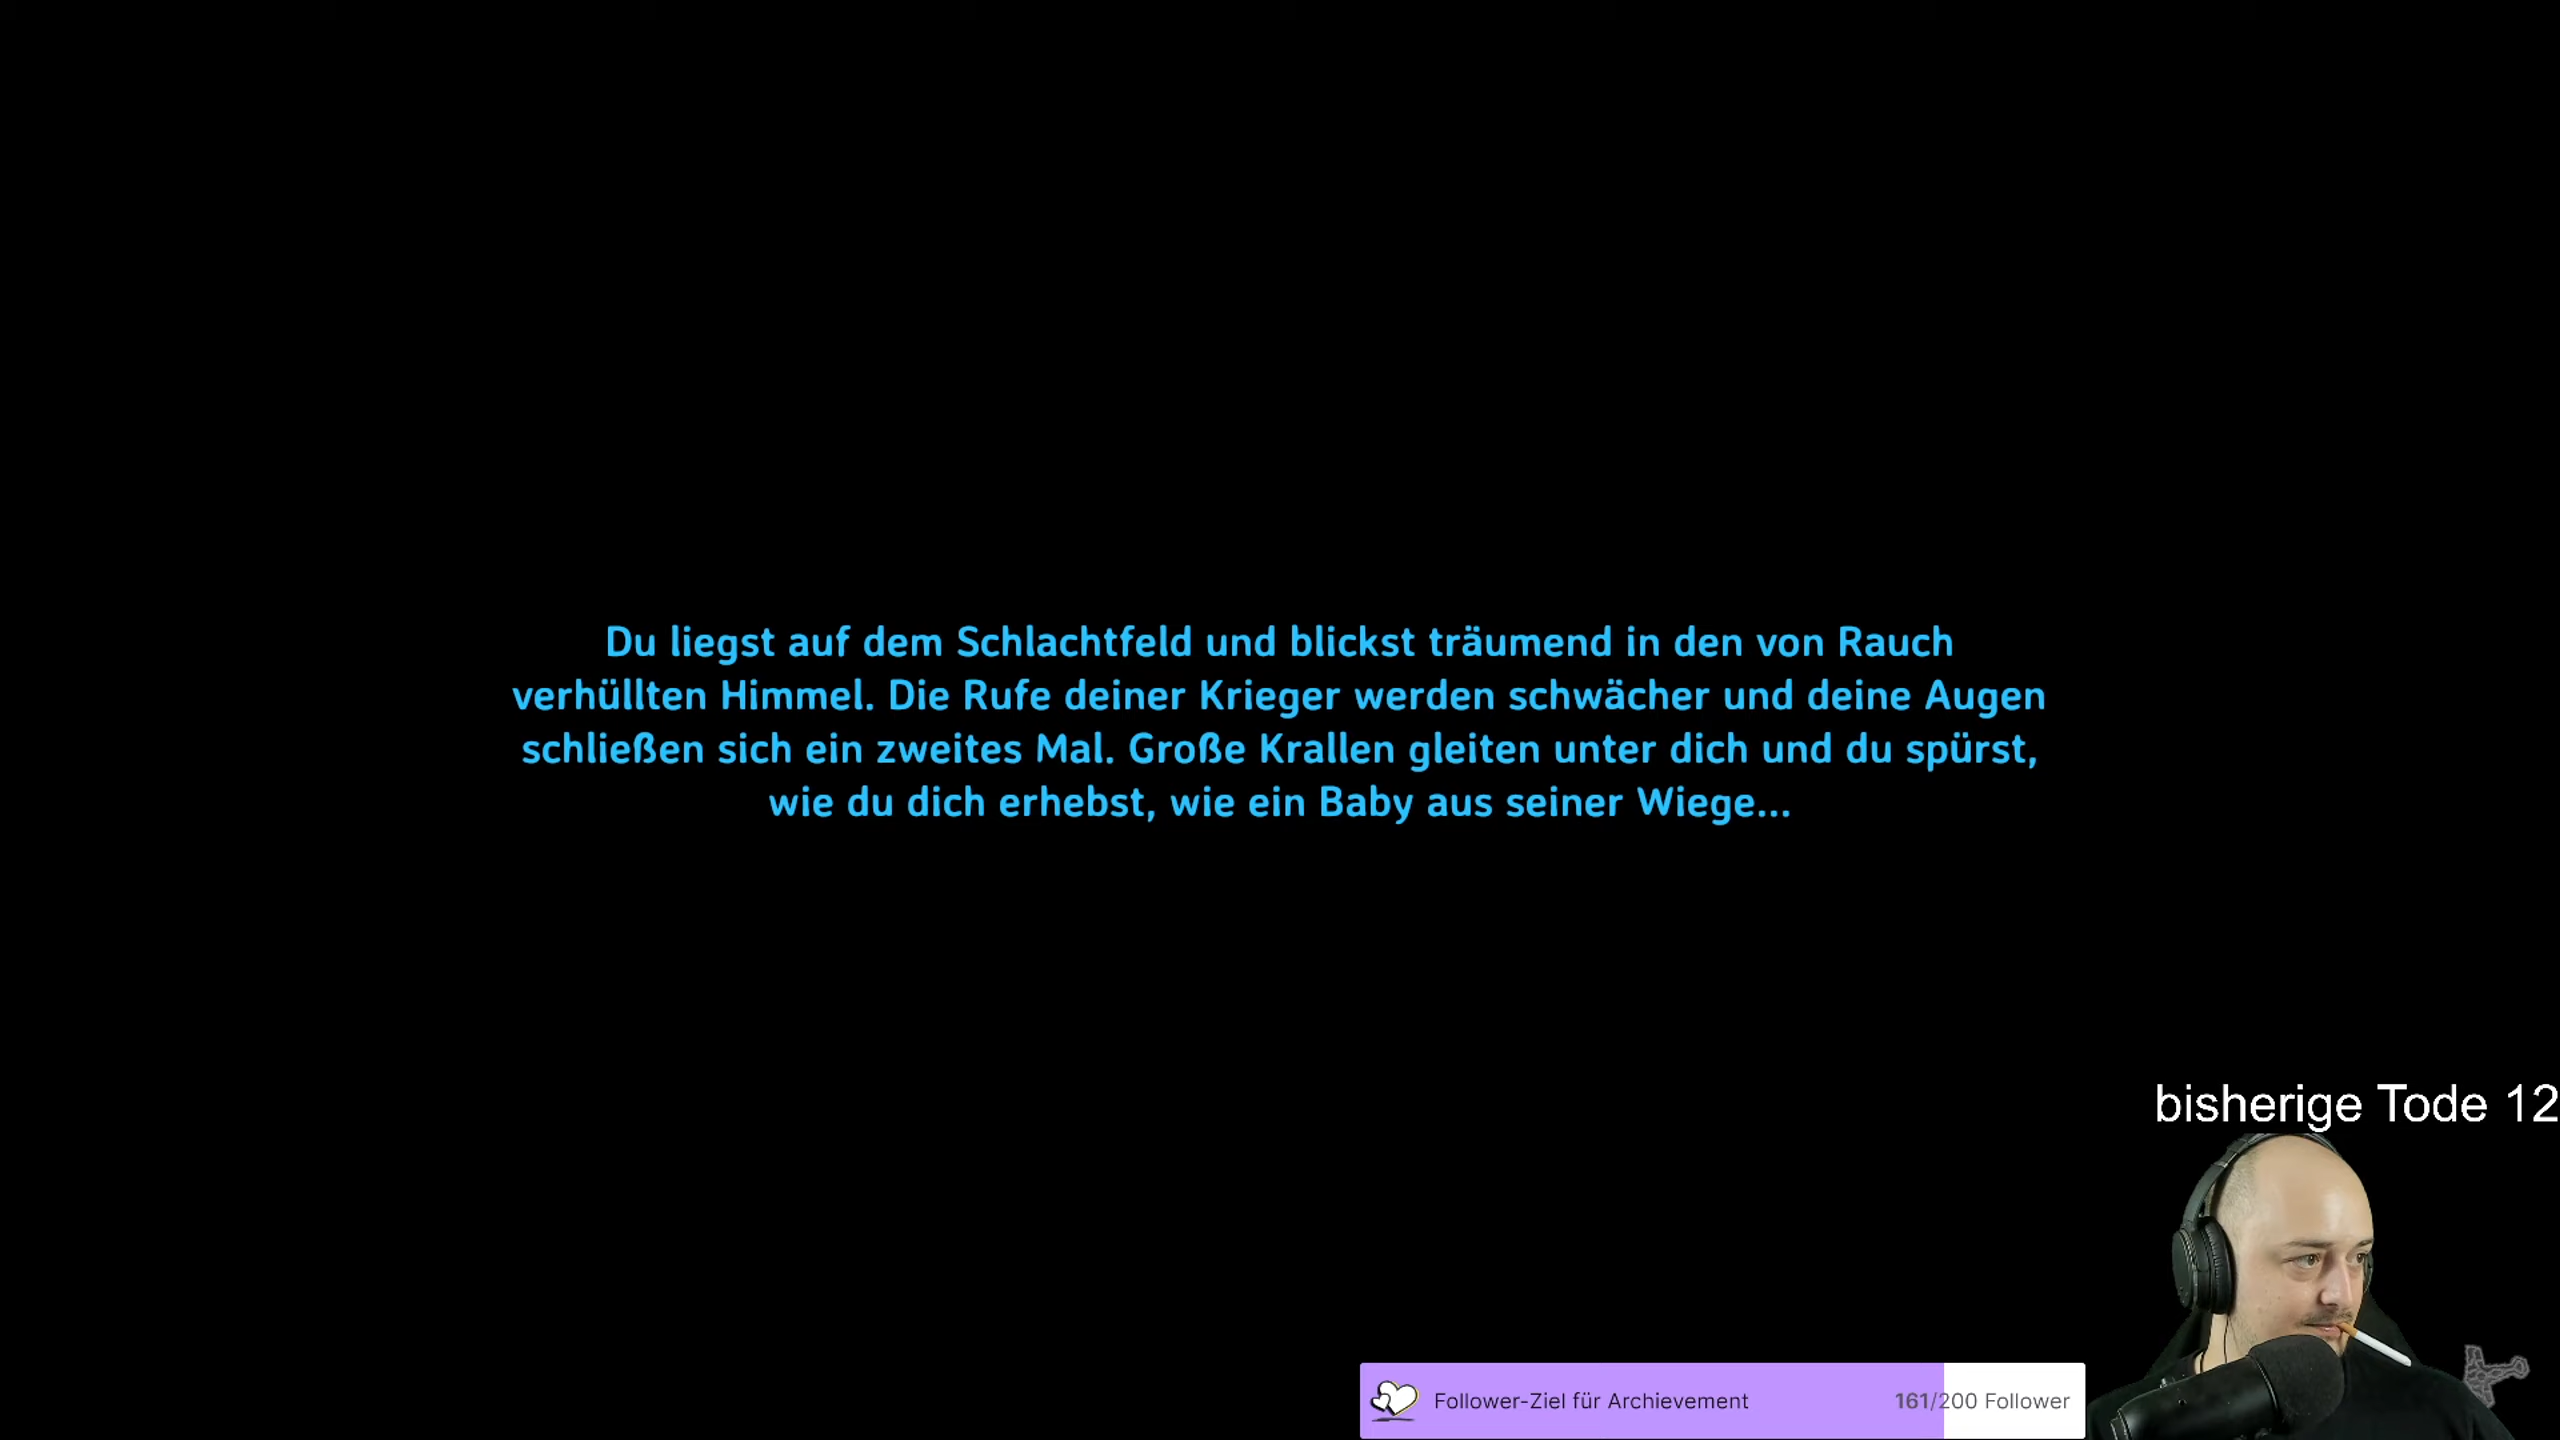 Du liegst auf dem Schlachtfeld und blickst träumend in den von Rauch
verhüllten Himmel. Die Rufe deiner Krieger werden schwächer und deine Augen
schließen sich ein zweites Mal. Große Krallen gleiten unter dich und du spürst,
wie du dich erhebst, wie ein Baby aus seiner Wiege...
bisherige Tode 12
Follower-Ziel für Archievement 161/200 Follower